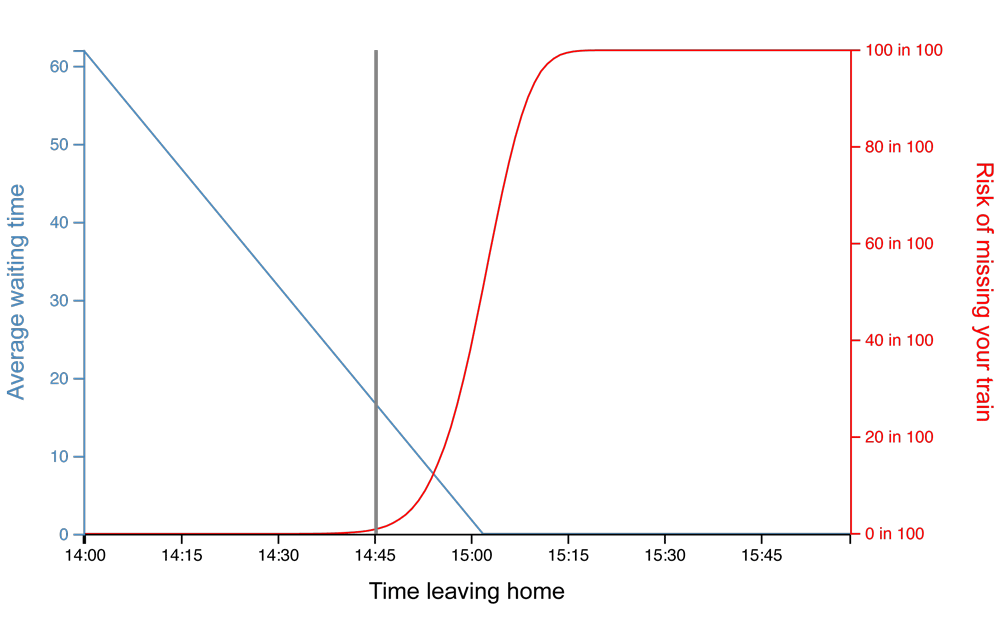 Average waiting time
60
50
40
30
20
10
0
14:00 14:15 14:30 14:45 15:00 15:15 15:30 15:45
Time leaving home
100 in 100
80 in 100
60 in 100
40 in 100
20 in 100
0 in 100
Risk of missing your train